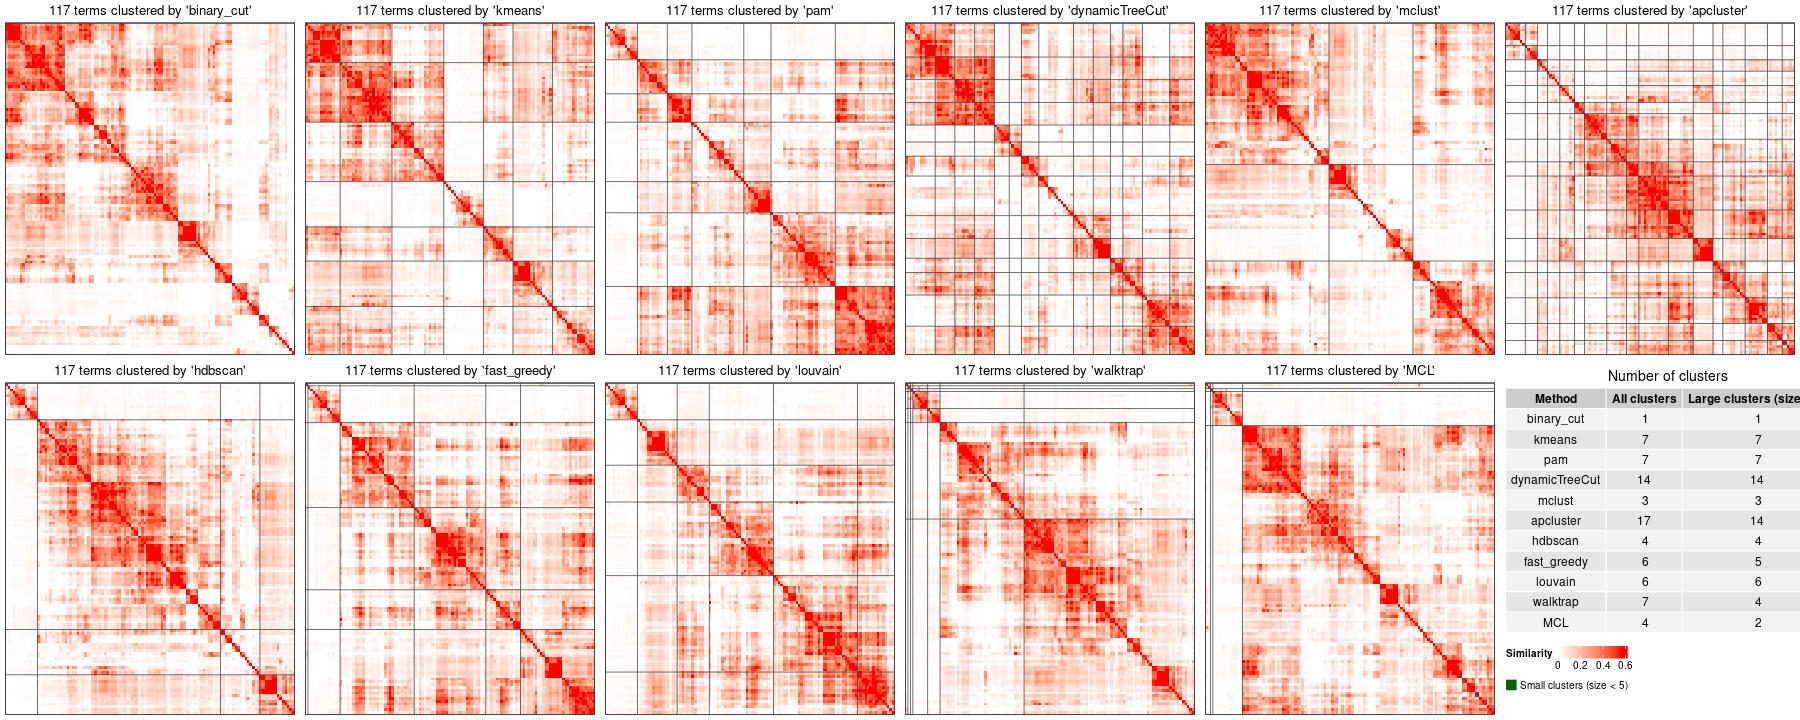 117 terms clustered by 'binary_cut'
117 terms clustered by 'kmeans'
117 terms clustered by 'pam'
117 terms clustered by 'dynamicTreeCut'
117 terms clustered by 'mclust'
117 terms clustered by 'apcluster'
117 terms clustered by 'hdbscan'
117 terms clustered by 'fast_greedy'
117 terms clustered by 'louvain'
117 terms clustered by 'walktrap'
117 terms clustered by 'MCL'
Number of clusters
Method All clusters Large clusters (size
binary_cut 1 1
kmeans 7 7
pam 7 7
dynamicTreeCut 14 14
mclust 3 3
apcluster 17 14
hdbscan 4 4
fast_greedy 6 5
louvain 6 6
walktrap 7 4
MCL 4 2
Similarity
0 0.2 0.4 0.6
Small clusters (size < 5)